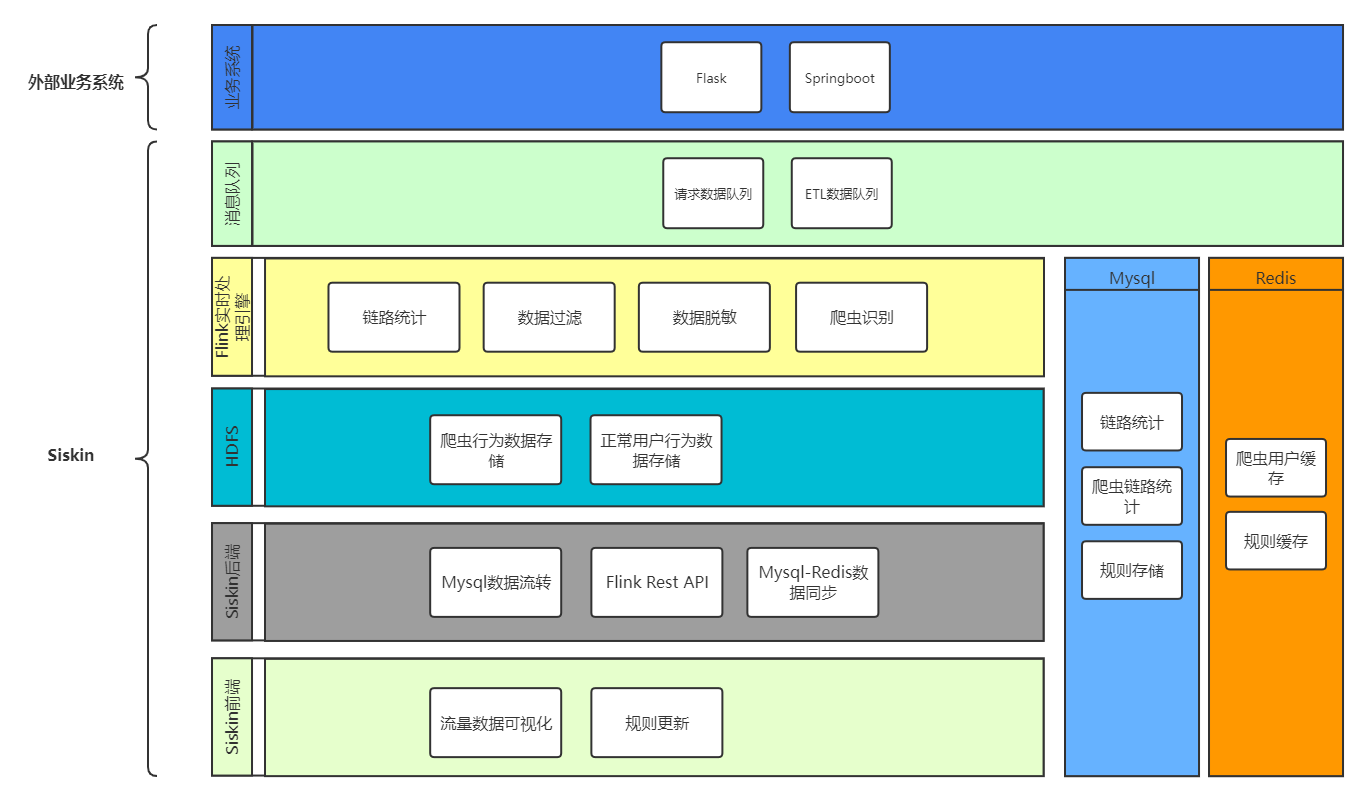 外部业务系统
业务系统
Flask
Springboot
Siskin
消息队列
请求数据队列
ETL数据队列
Flink实时处
理引擎
链路统计
数据过滤
数据脱敏
爬虫识别
HDFS
爬虫行为数据存
储
正常用户行为数
据存储
Siskin后端
Mysql数据流转
Flink Rest API
Mysql-Redis数
据同步
Siskin前端
流量数据可视化
规则更新
Mysql
链路统计
爬虫链路统
计
规则存储
Redis
爬虫用户缓
存
规则缓存